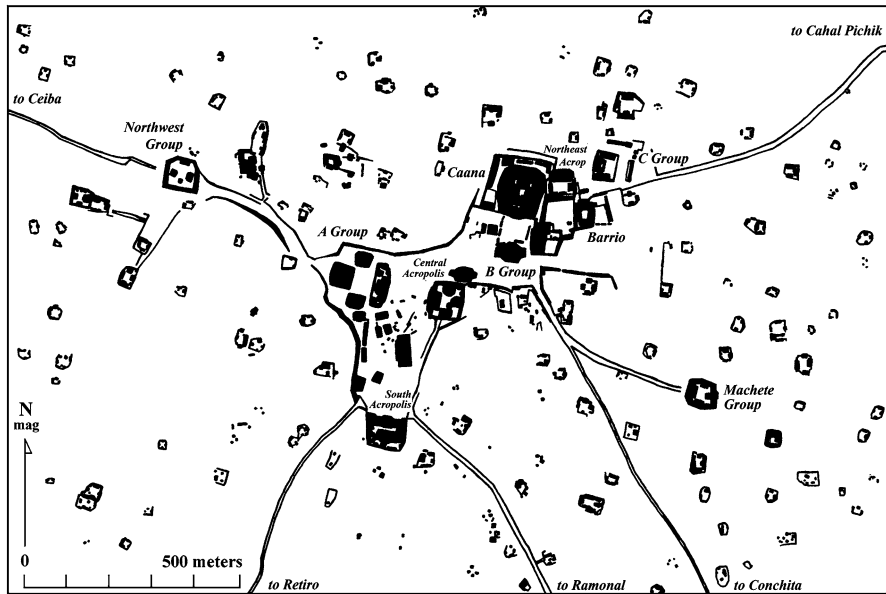 to Cahal Pichik
to Ceiba
Northwest
Group
Northeast
Acrop
C Group
Caana
A Group
Barrio
Central
Acropolis
B Group
Machete
Group
South
Acropolis
N
mag
0
500 meters
to Retiro
to Ramonal
to Conchita